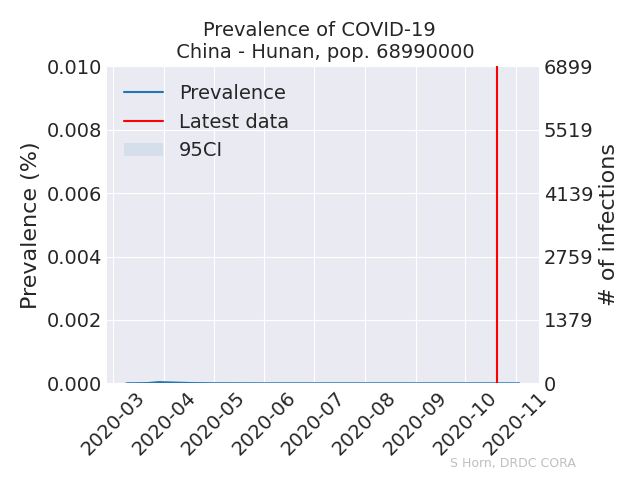 Prevalence of COVID-19
China - Hunan, pop. 68990000
Prevalence
Latest data
95CI
Prevalence (%)
0.010
0.008
0.006
0.004
0.002
0.000
6899
5519
4139
2759
1379
0
# of infections
2020-03
2020-04
2020-05
2020-06
2020-07
2020-08
2020-09
2020-10
2020-11
S Horn, DRDC CORA